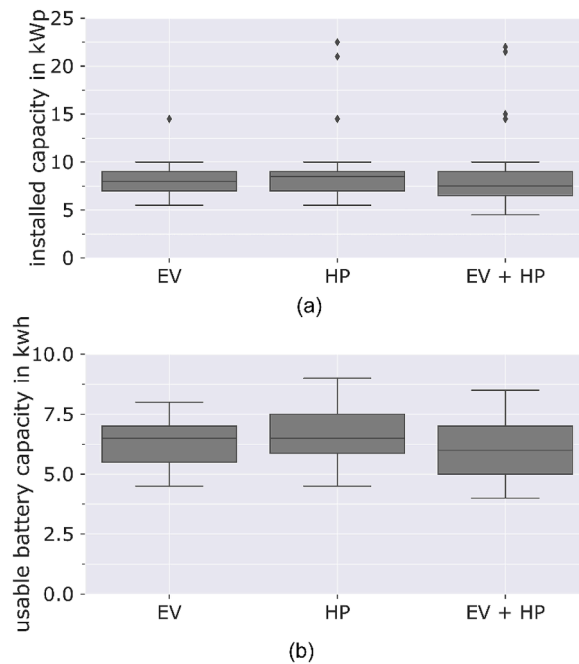 installed capacity in kWp
25
20
15
10
5
0
EV
HP
EV + HP
(a)
usable battery capacity in kwh
10.0
7.5
5.0
2.5
0.0
EV
HP
EV + HP
(b)